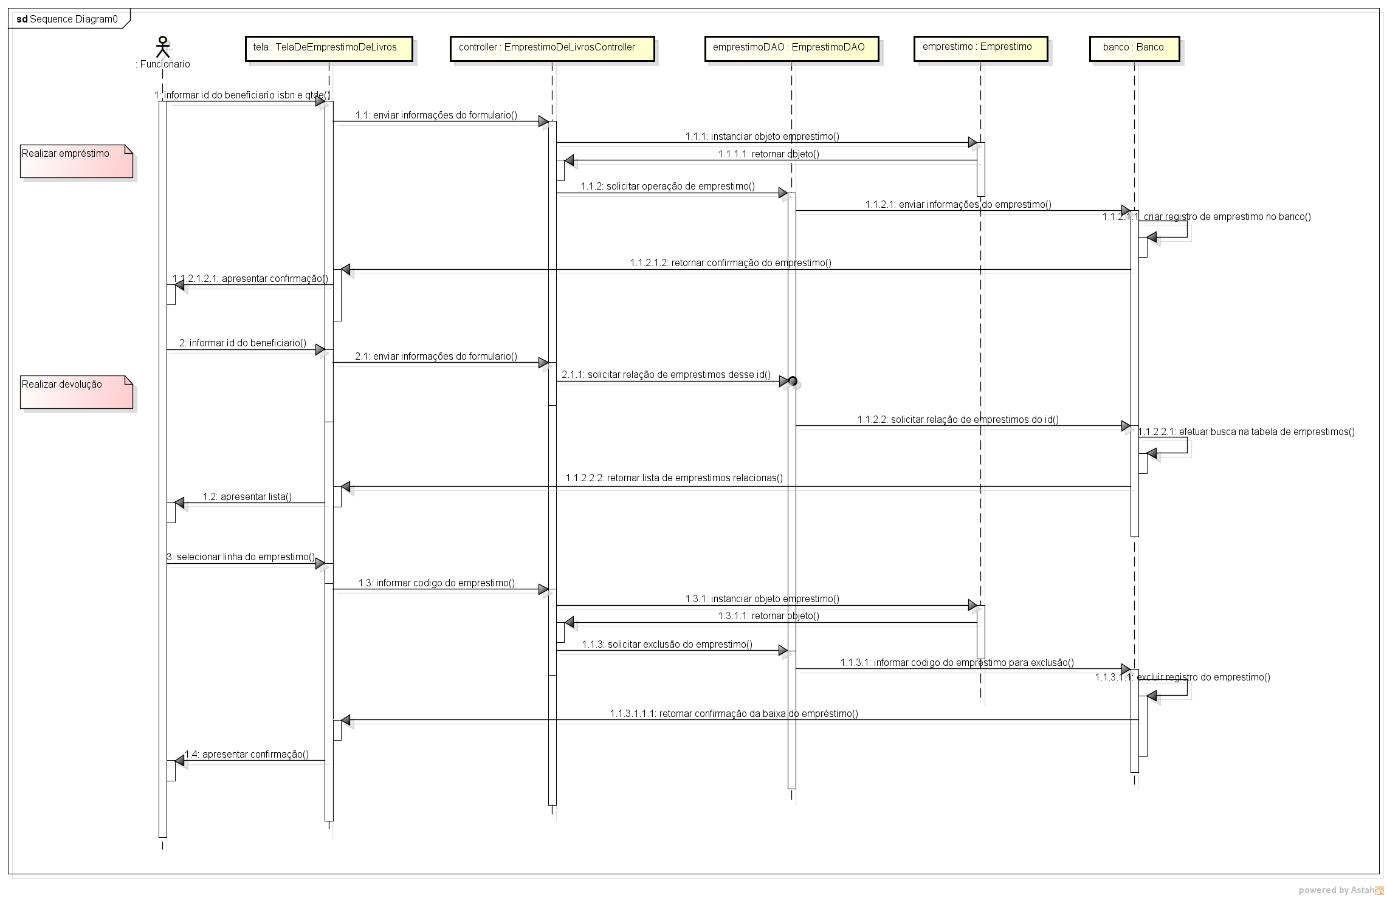 sd Sequence Diagram0
: Funcionario
tela : TelaDeEmprestimoDeLivros
controller : EmprestimoDeLivrosController
emprestimoDAO : EmprestimoDAO
emprestimo : Emprestimo
banco : Banco
1: informar id do beneficiario isbn e qtde()
1.1: enviar informações do formulario()
1.1.1: instanciar objeto emprestimo()
Realizar empréstimo
1.1.1.1: retornar objeto()
1.1.2: solicitar operação de emprestimo()
1.1.2.1: enviar informações do emprestimo()
1.1.2.1.1: criar registro de emprestimo no banco()
1.1.2.1.2: retornar confirmação do emprestimo()
1.1.2.1.2.1: apresentar confirmação()
2: informar id do beneficiario()
2.1: enviar informações do formulario()
2.1.1: solicitar relação de emprestimos desse id()
Realizar devolução
1.1.2.2: solicitar relação de emprestimos do id()
1.1.2.2.1: efetuar busca na tabela de emprestimos()
1.1.2.2.2: retornar lista de emprestimos relacionas()
1.2: apresentar lista()
3: selecionar linha do emprestimo()
1.3: informar codigo do emprestimo()
1.3.1: instanciar objeto emprestimo()
1.3.1.1: retornar objeto()
1.1.3: solicitar exclusão do emprestimo()
1.1.3.1: informar codigo do emprestimo para exclusão()
1.1.3.1.1: excluir registro do emprestimo()
1.1.3.1.1.1: retornar confirmação da baixa do empréstimo()
1.4: apresentar confirmação()
powered by Astah